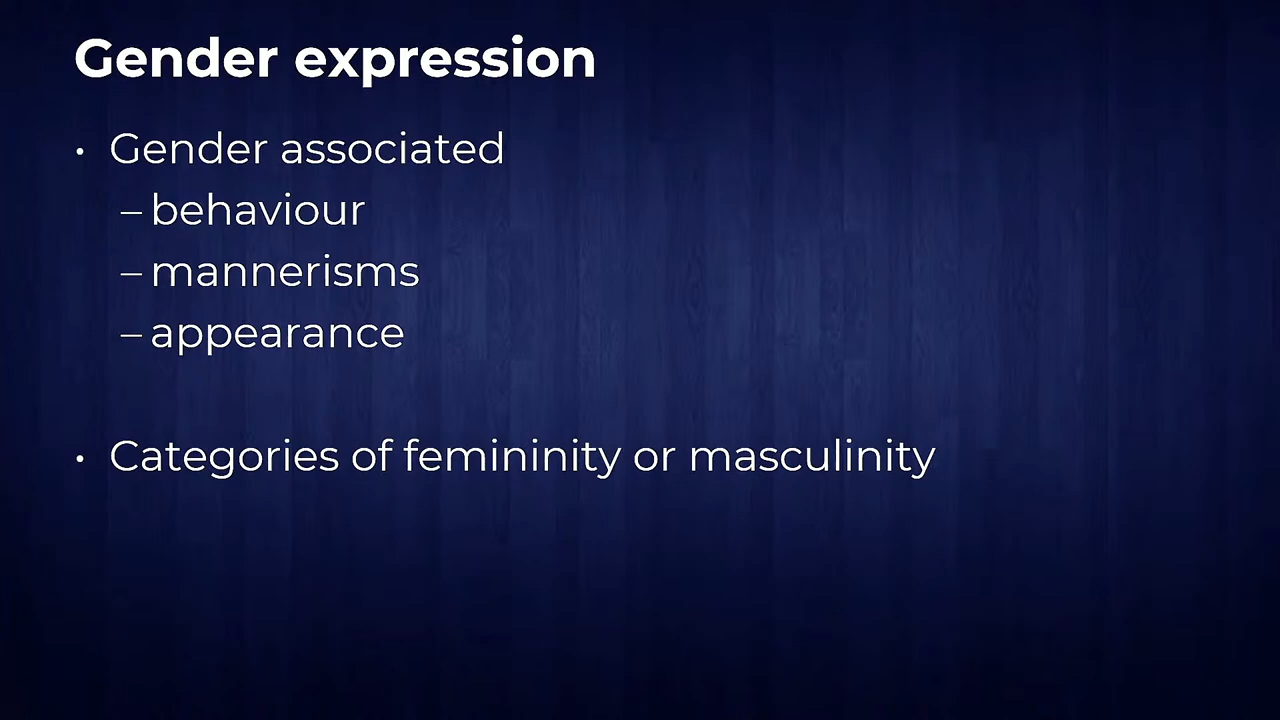 Gender expression
• Gender associated
– behaviour
– mannerisms
– appearance
• Categories of femininity or masculinity